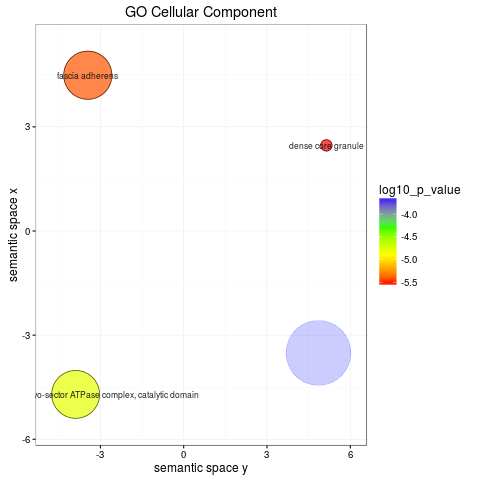 GO Cellular Component
fascia adherens
dense core granule
vo-sector ATPase complex, catalytic domain
semantic space x
3
0
-3
-6
-3
0
3
6
semantic space y
log10_p_value
-4.0
-4.5
-5.0
-5.5